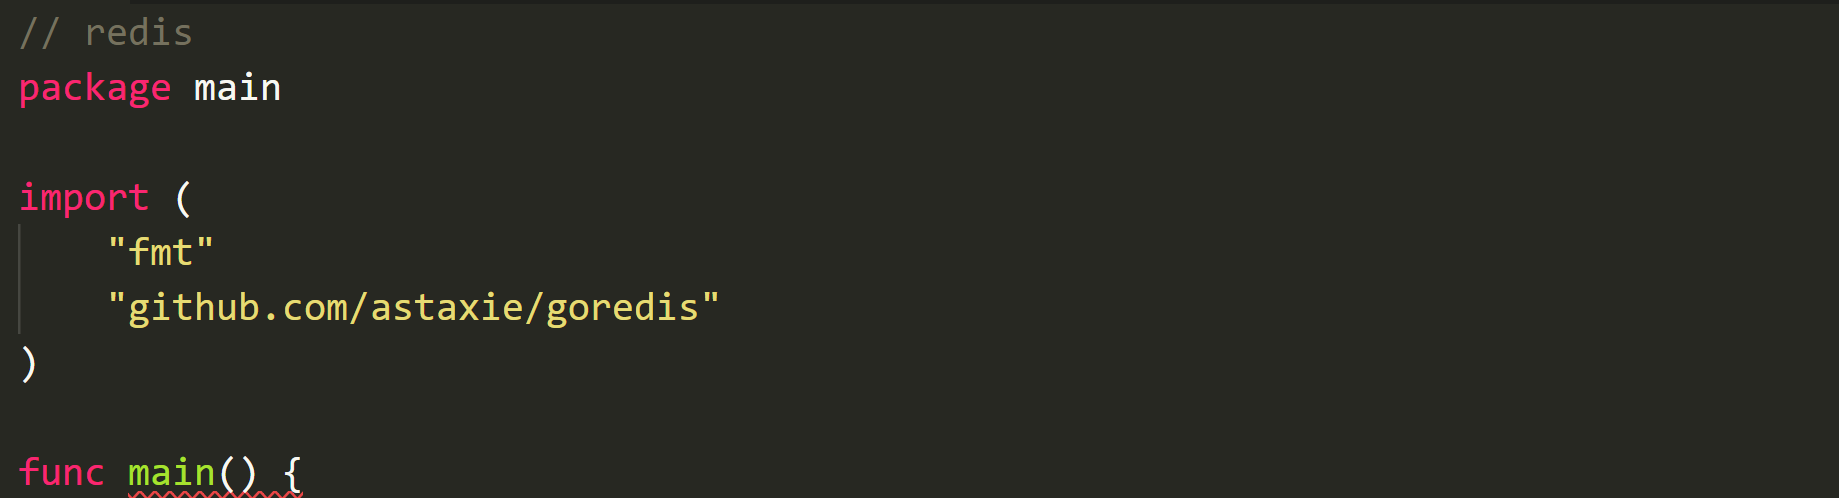 // redis
package main
import (
"fmt"
"github.com/astaxie/goredis"
)
func main() {